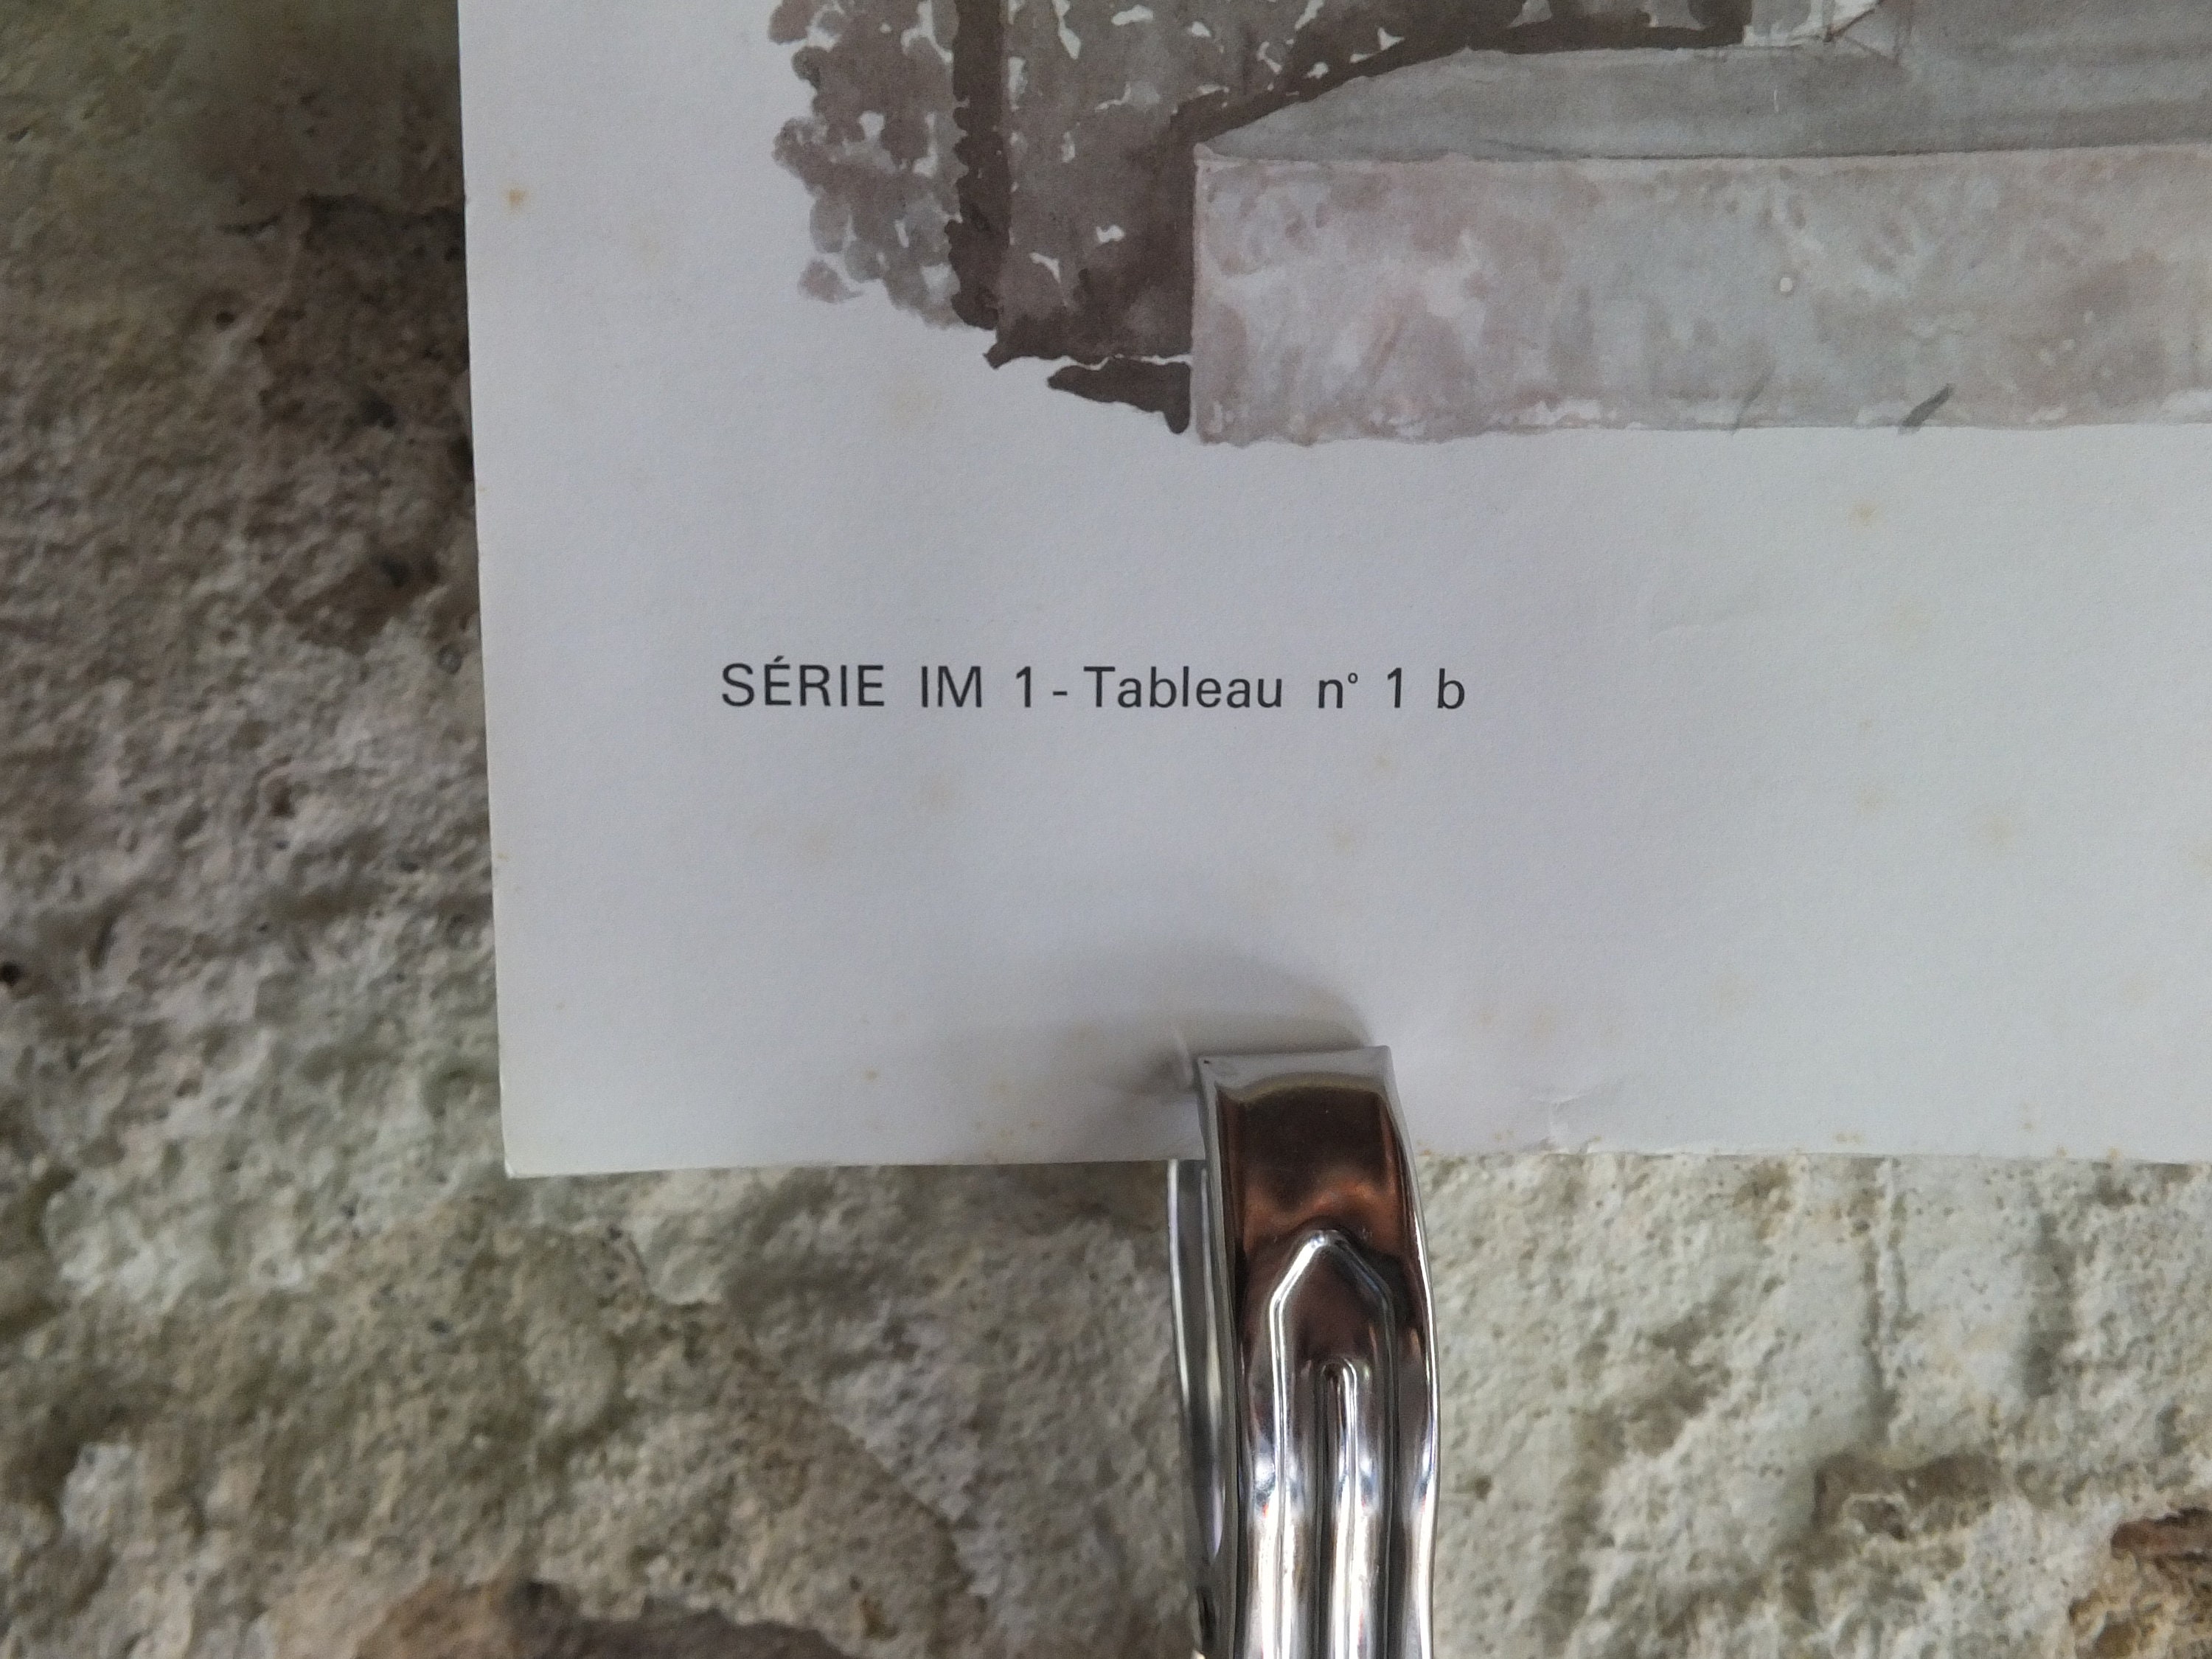 SÉRIE IM 1 - Tableau n° 1 b